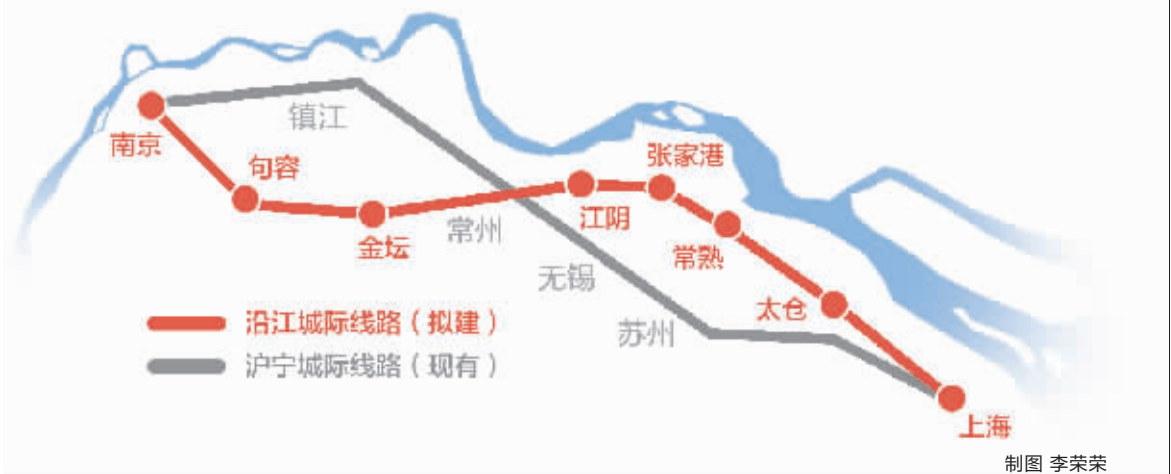 镇江
南京
句容
张家港
江阴
常州
金坛
常熟
无锡
太仓
苏州
沿江城际线路（拟建）
沪宁城际线路（现有）
上海
制图 李荣荣